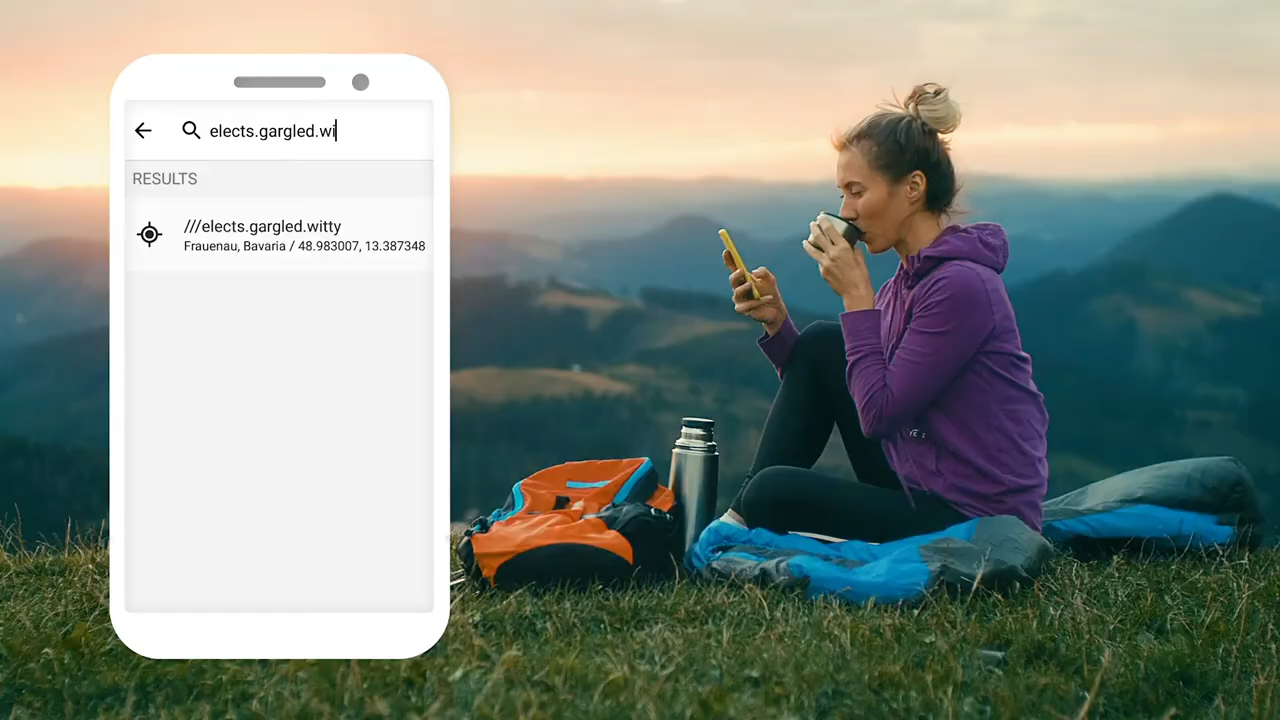 elects.gargled.wi
RESULTS
///elects.gargled.witty
Frauenau, Bavaria / 48.983007, 13.387348